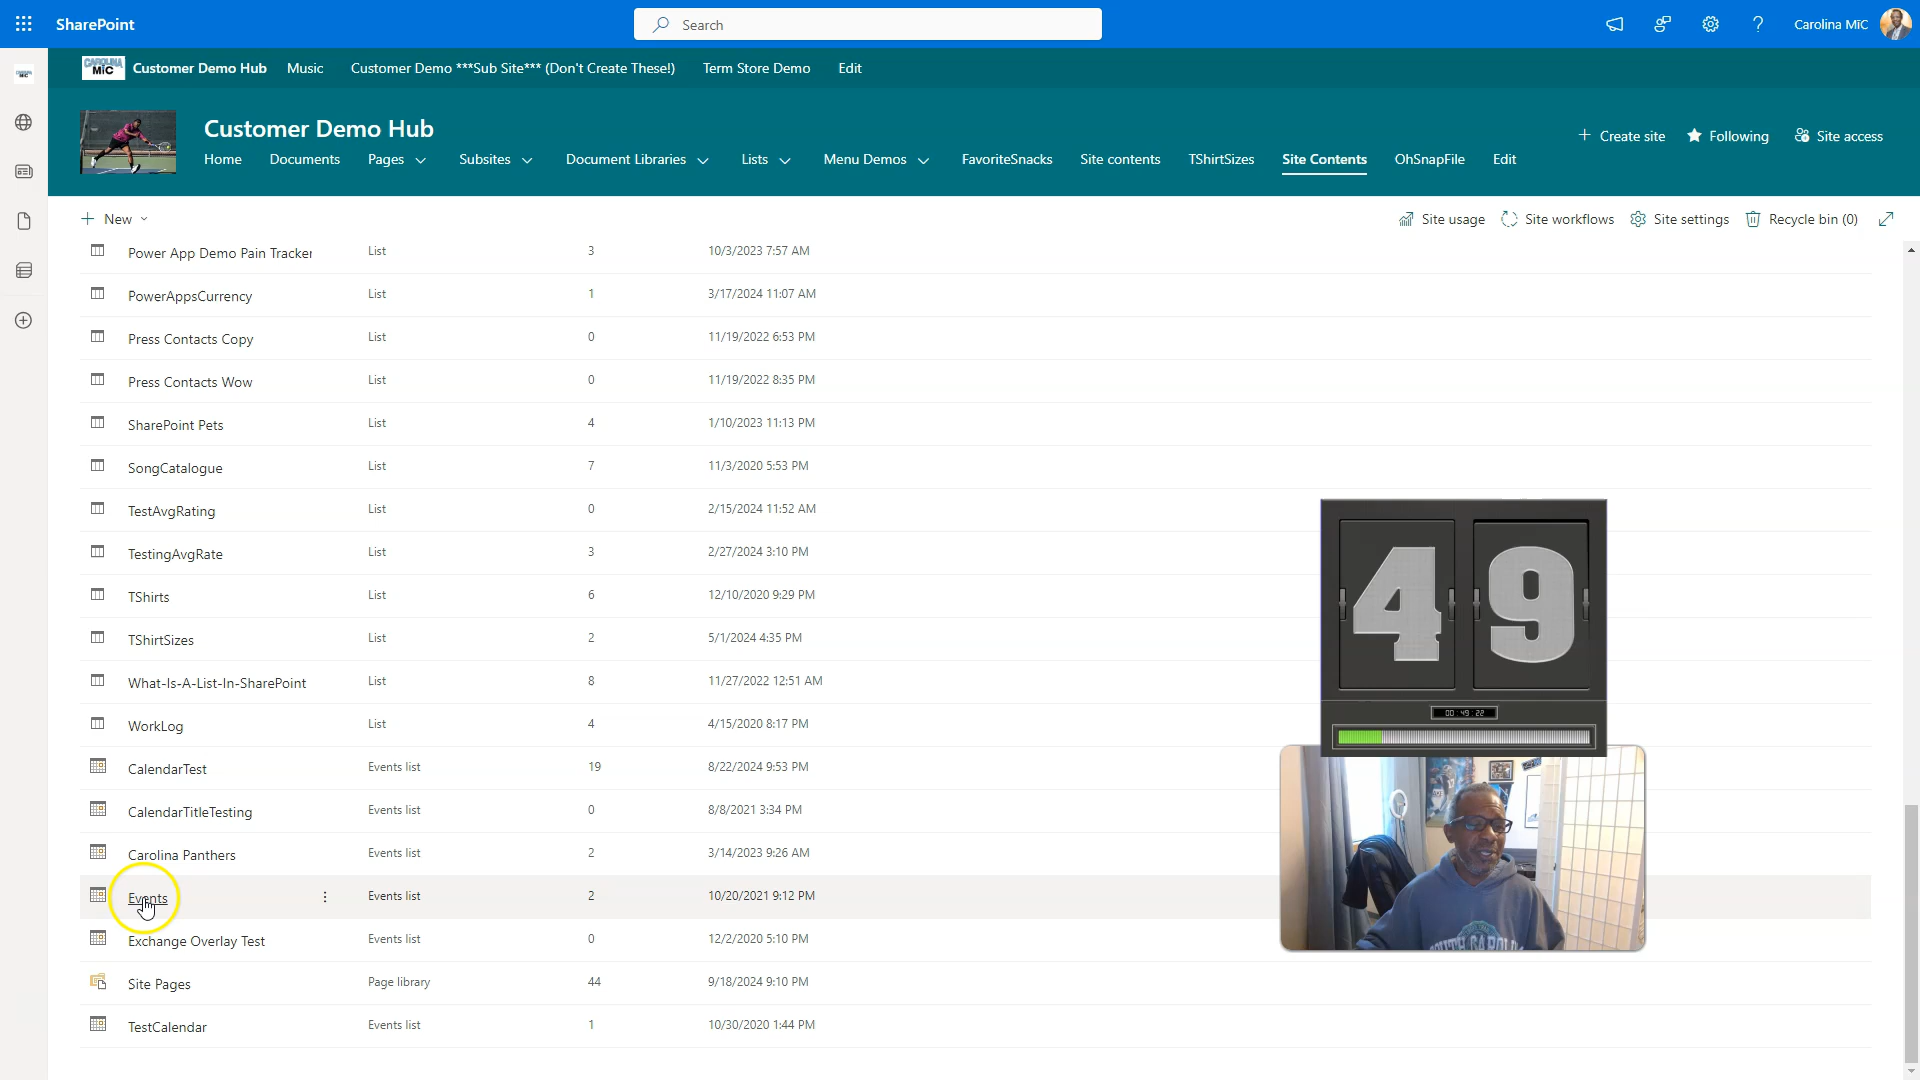 SharePoint
Search
Carolina MiC
CAROLINA MiC
Customer Demo Hub
Music
Customer Demo ***Sub Site*** (Don't Create These!)
Term Store Demo
Edit
Customer Demo Hub
Create site
Following
Site access
Home
Documents
Pages
Subsites
Document Libraries
Lists
Menu Demos
FavoriteSnacks
Site contents
TShirtSizes
Site Contents
OhSnapFile
Edit
New
Site usage
Site workflows
Site settings
Recycle bin (0)
Power App Demo Pain Tracker List 3 10/3/2023 7:57 AM
PowerAppsCurrency List 1 3/17/2024 11:07 AM
Press Contacts Copy List 0 11/19/2022 6:53 PM
Press Contacts Wow List 0 11/19/2022 8:35 PM
SharePoint Pets List 4 1/10/2023 11:13 PM
SongCatalogue List 7 11/3/2020 5:53 PM
TestAvgRating List 0 2/15/2024 11:52 AM
TestingAvgRate List 3 2/27/2024 3:10 PM
TShirts List 6 12/10/2020 9:29 PM
TShirtSizes List 2 5/1/2024 4:35 PM
What-Is-A-List-In-SharePoint List 8 11/27/2022 12:51 AM
WorkLog List 4 4/15/2020 8:17 PM
CalendarTest Events list 19 8/22/2024 9:53 PM
CalendarTitleTesting Events list 0 8/8/2021 3:34 PM
Carolina Panthers Events list 2 3/14/2023 9:26 AM
Events Events list 2 10/20/2021 9:12 PM
Exchange Overlay Test Events list 0 12/2/2020 5:10 PM
Site Pages Page library 44 9/18/2024 9:10 PM
TestCalendar Events list 1 10/30/2020 1:44 PM
49
00:49:22
SOUTH CAROLINA